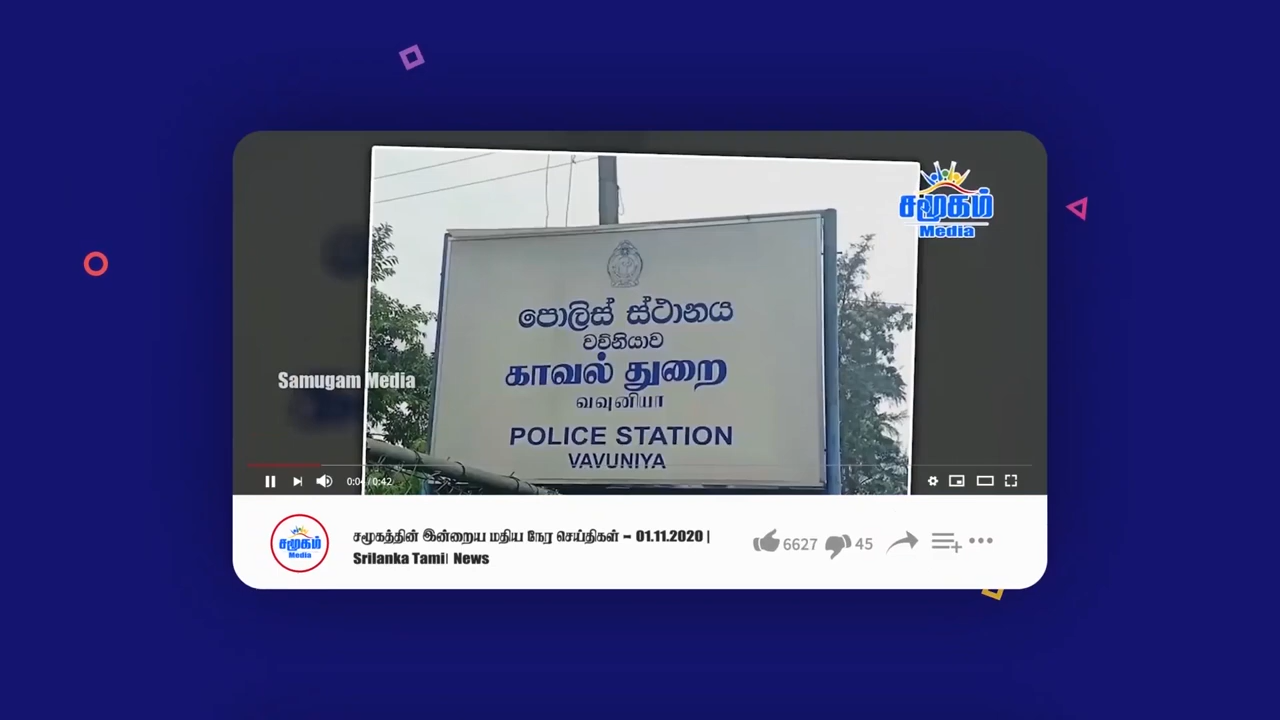 சமூகம்
Media
පොලිස් ස්ථානය
වව්නියාව
காவல் துறை
வவுனியா
POLICE STATION
VAVUNIYA
Samugam Media
0:04/0:42
சமூகம்
Media
சமூகத்தின் இன்றைய மதிய நேர செய்திகள் – 01.11.2020 |
Srilanka Tamil News
6627
45